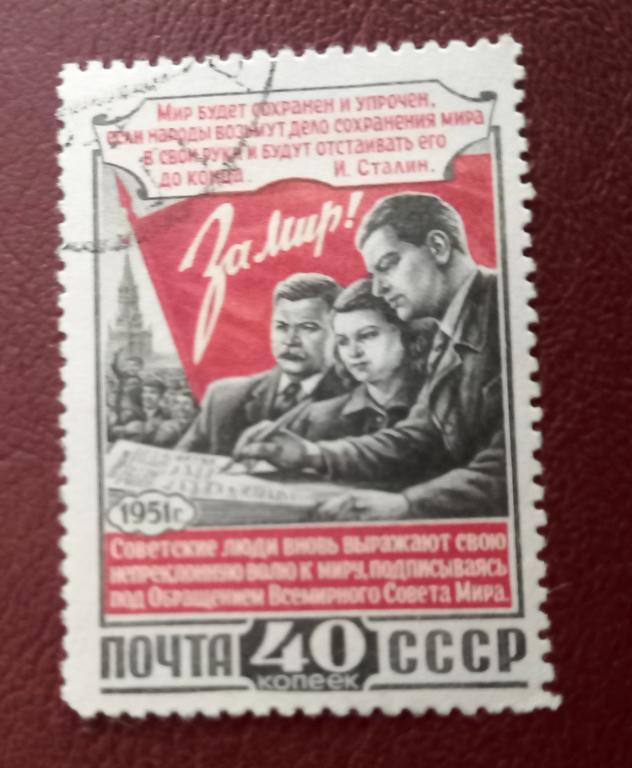 Мир будет сохранен и упрочен,
если народы возьмут дело сохранения мира
в свои руки и будут отстаивать его
до конца. И. Сталин.
За мир!
1951г.
Советские люди вновь выражают свою
непреклонную волю к миру, подписываясь
под Обращением Всемирного Совета Мира.
ПОЧТА 40 СССР
копеек